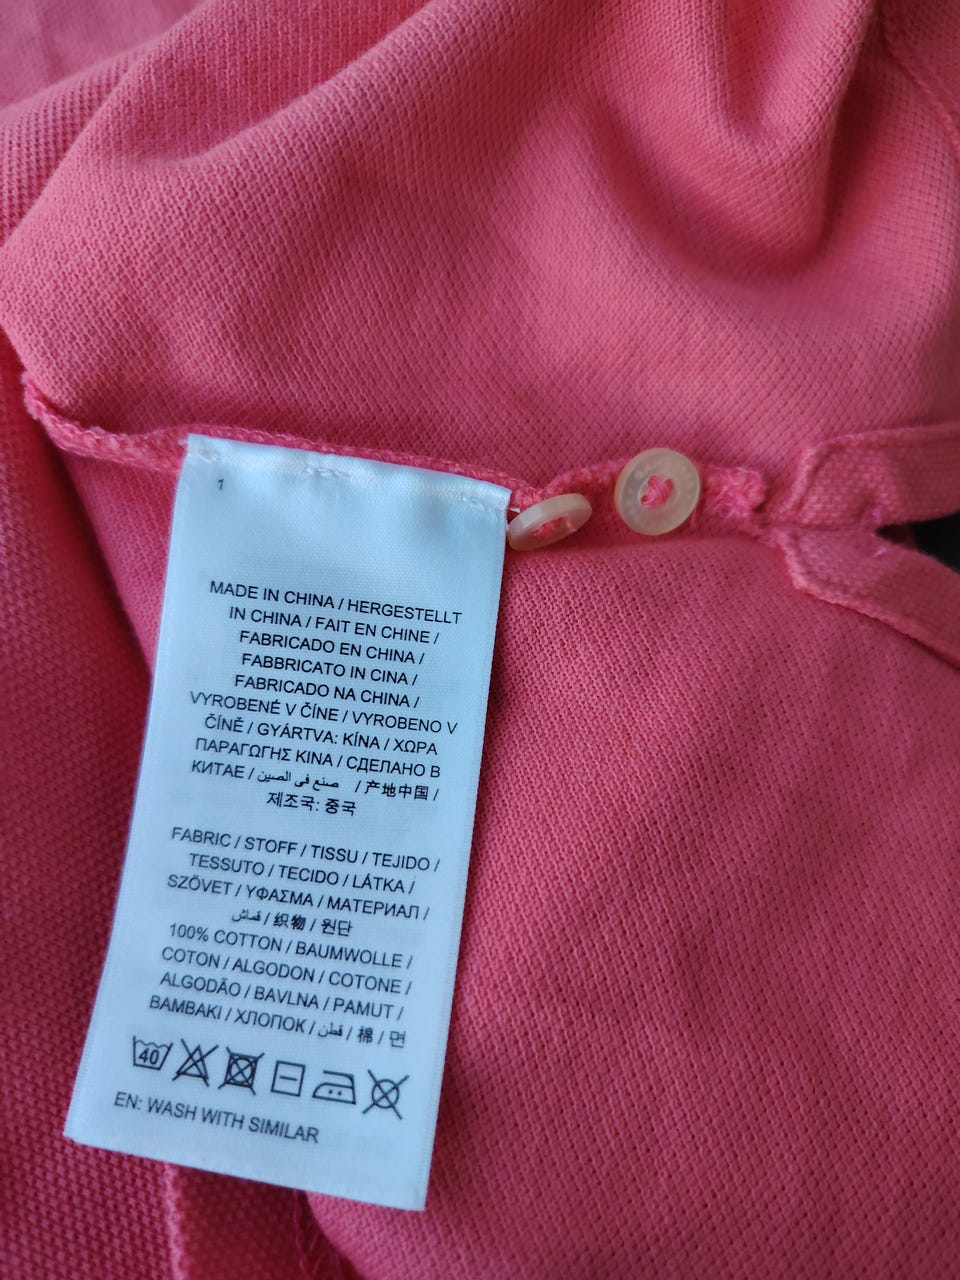 1
MADE IN CHINA / HERGESTELLT
IN CHINA / FAIT EN CHINE /
FABRICADO EN CHINA /
FABBRICATO IN CINA /
FABRICADO NA CHINA /
VYROBENÉ V ČÍNE / VYROBENO V
ČÍNĚ / GYÁRTVA: KÍNA / ΧΩΡΑ
ΠΑΡΑΓΩΓΗΣ ΚΙΝΑ / СДЕЛАНО В
КИТАЕ / صنع في الصين / 产地中国 /
제조국: 중국
FABRIC / STOFF / TISSU / TEJIDO /
TESSUTO / TECIDO / LÁTKA /
SZÖVET / ΥΦΑΣΜΑ / МАТЕРИАЛ /
قماش / 织物 / 원단
100% COTTON / BAUMWOLLE /
COTON / ALGODON / COTONE /
ALGODÃO / BAVLNA / PAMUT /
BAMBAKI / ХЛОПОК / قطن / 棉 / 면
40
EN: WASH WITH SIMILAR